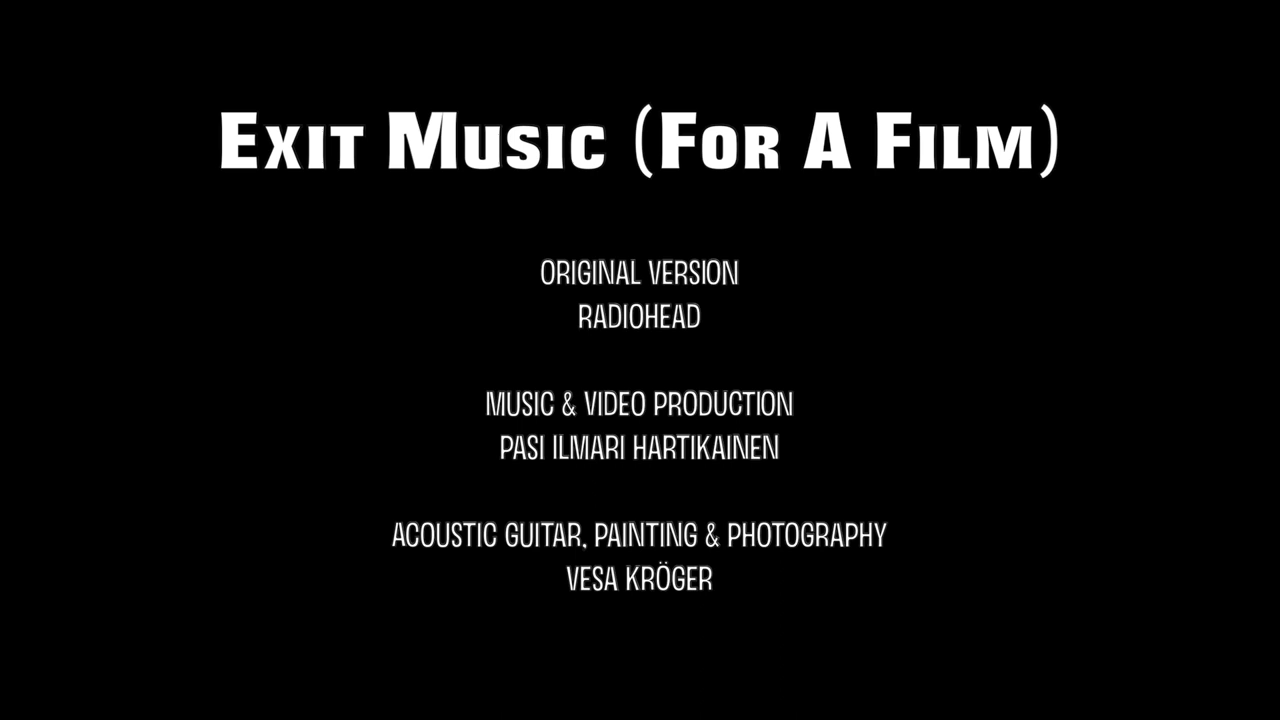 Exit Music (For A Film)
ORIGINAL VERSION
RADIOHEAD
MUSIC & VIDEO PRODUCTION
PASI ILMARI HARTIKAINEN
ACOUSTIC GUITAR, PAINTING & PHOTOGRAPHY
VESA KRÖGER